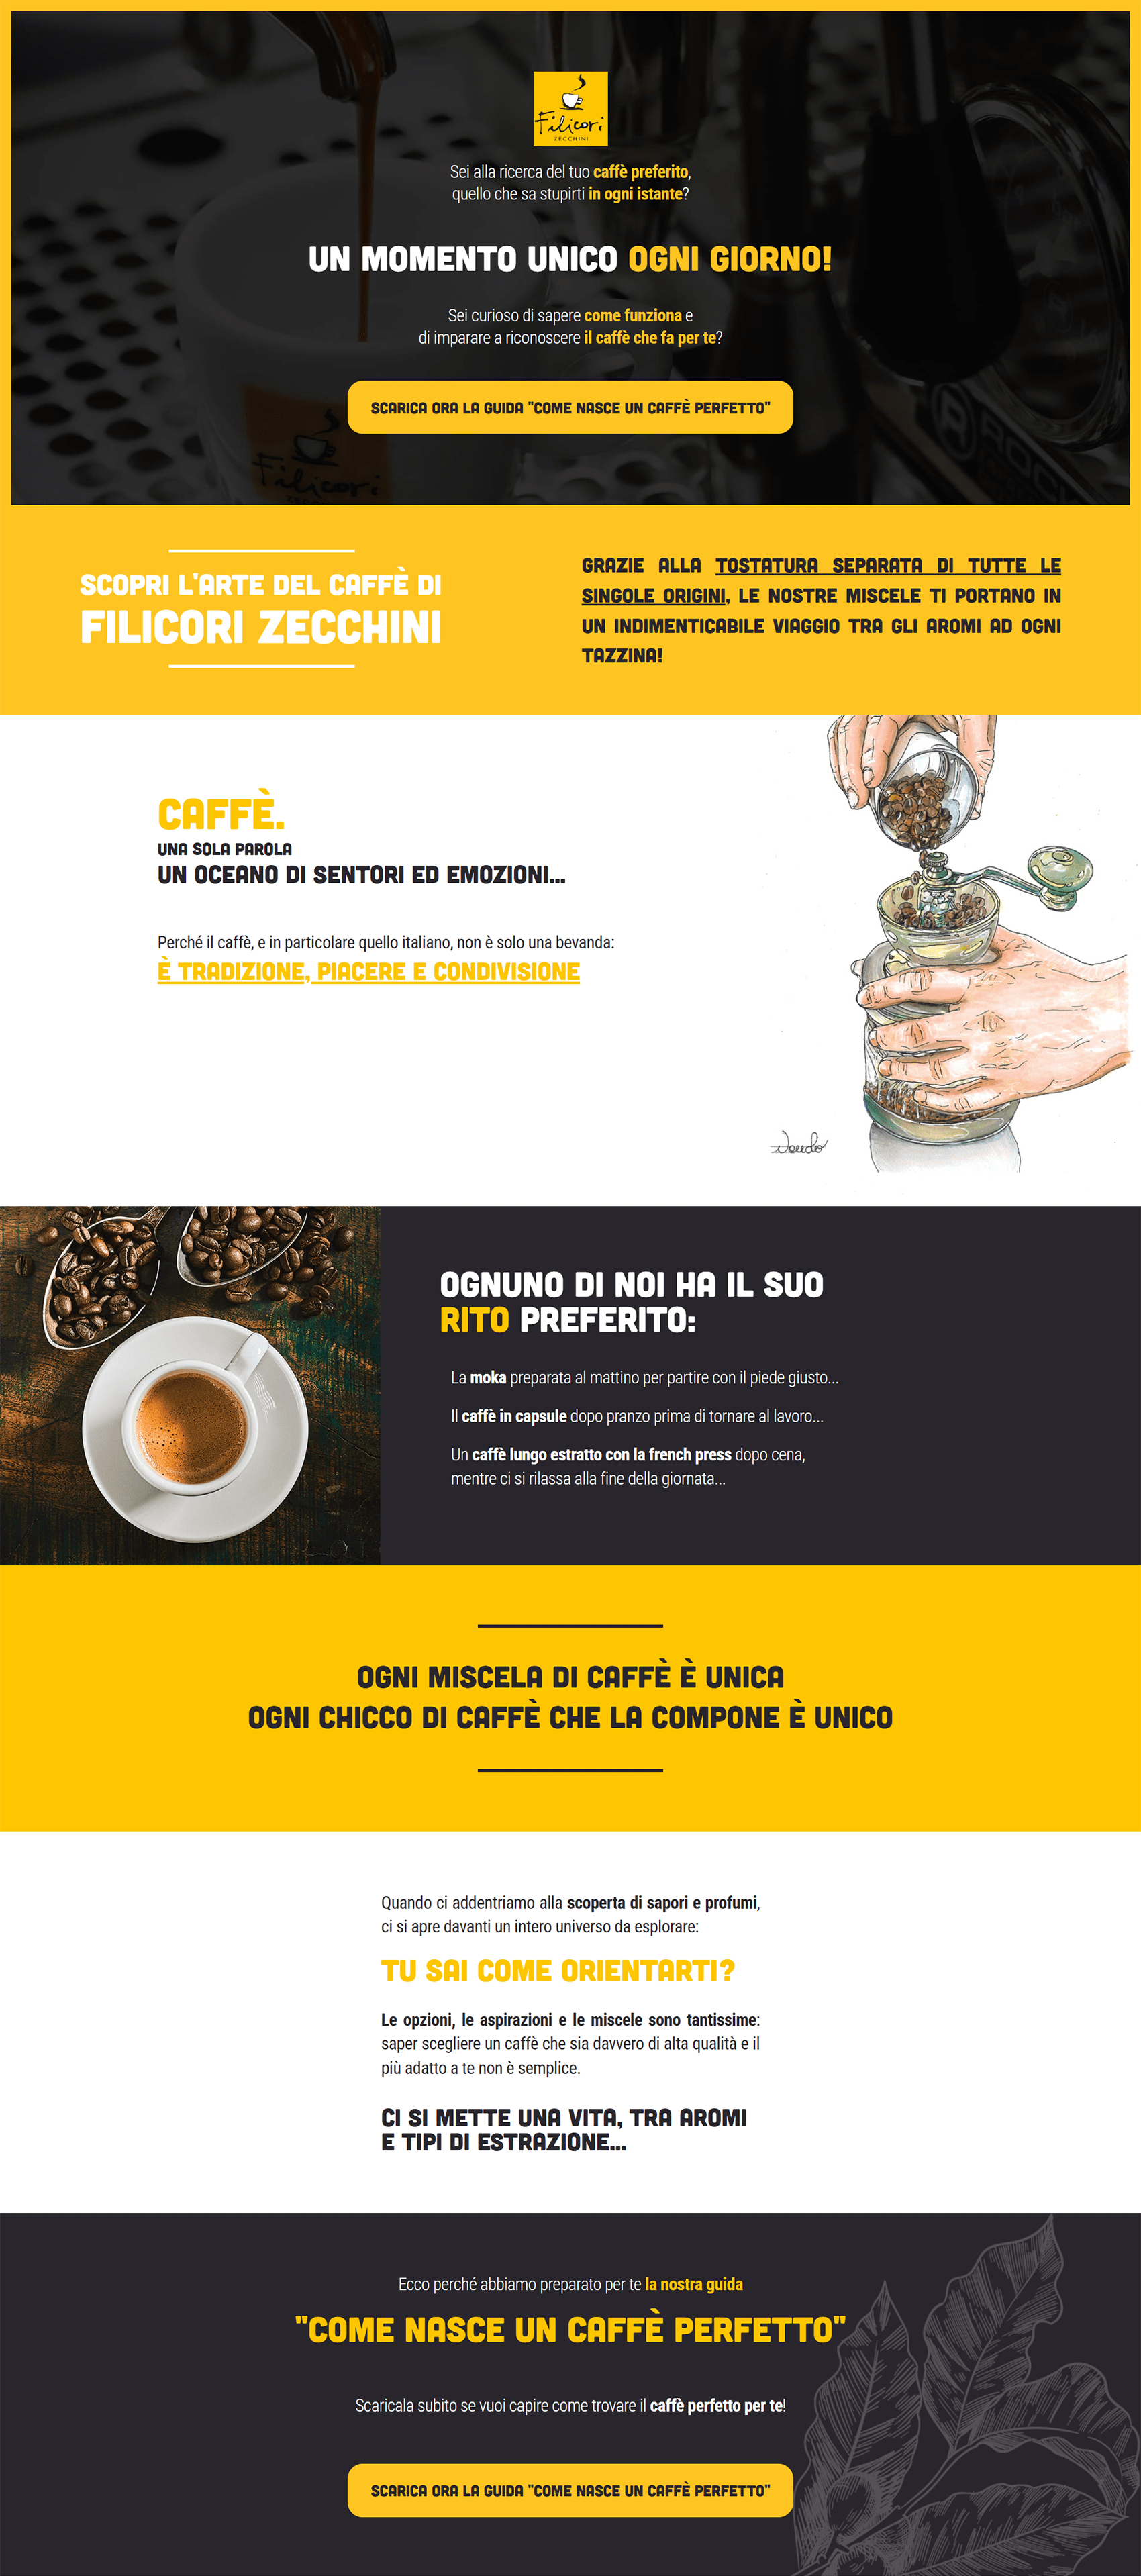 Filicori
ZECCHINI
Sei alla ricerca del tuo caffè preferito,
quello che sa stupirti in ogni istante?
UN MOMENTO UNICO OGNI GIORNO!
Sei curioso di sapere come funziona e
di imparare a riconoscere il caffè che fa per te?
SCARICA ORA LA GUIDA "COME NASCE UN CAFFÈ PERFETTO"
Filicori
SCOPRI L'ARTE DEL CAFFÈ DI
FILICORI ZECCHINI
GRAZIE ALLA TOSTATURA SEPARATA DI TUTTE LE
SINGOLE ORIGINI, LE NOSTRE MISCELE TI PORTANO IN
UN INDIMENTICABILE VIAGGIO TRA GLI AROMI AD OGNI
TAZZINA!
CAFFÈ.
UNA SOLA PAROLA
UN OCEANO DI SENTORI ED EMOZIONI...
Perché il caffè, e in particolare quello italiano, non è solo una bevanda:
È TRADIZIONE, PIACERE E CONDIVISIONE
OGNUNO DI NOI HA IL SUO
RITO PREFERITO:
La moka preparata al mattino per partire con il piede giusto...
Il caffè in capsule dopo pranzo prima di tornare al lavoro...
Un caffè lungo estratto con la french press dopo cena,
mentre ci si rilassa alla fine della giornata...
OGNI MISCELA DI CAFFÈ È UNICA
OGNI CHICCO DI CAFFÈ CHE LA COMPONE È UNICO
Quando ci addentriamo alla scoperta di sapori e profumi,
ci si apre davanti un intero universo da esplorare:
TU SAI COME ORIENTARTI?
Le opzioni, le aspirazioni e le miscele sono tantissime:
saper scegliere un caffè che sia davvero di alta qualità e il
più adatto a te non è semplice.
CI SI METTE UNA VITA, TRA AROMI
E TIPI DI ESTRAZIONE...
Ecco perché abbiamo preparato per te la nostra guida
"COME NASCE UN CAFFÈ PERFETTO"
Scaricala subito se vuoi capire come trovare il caffè perfetto per te!
SCARICA ORA LA GUIDA "COME NASCE UN CAFFÈ PERFETTO"